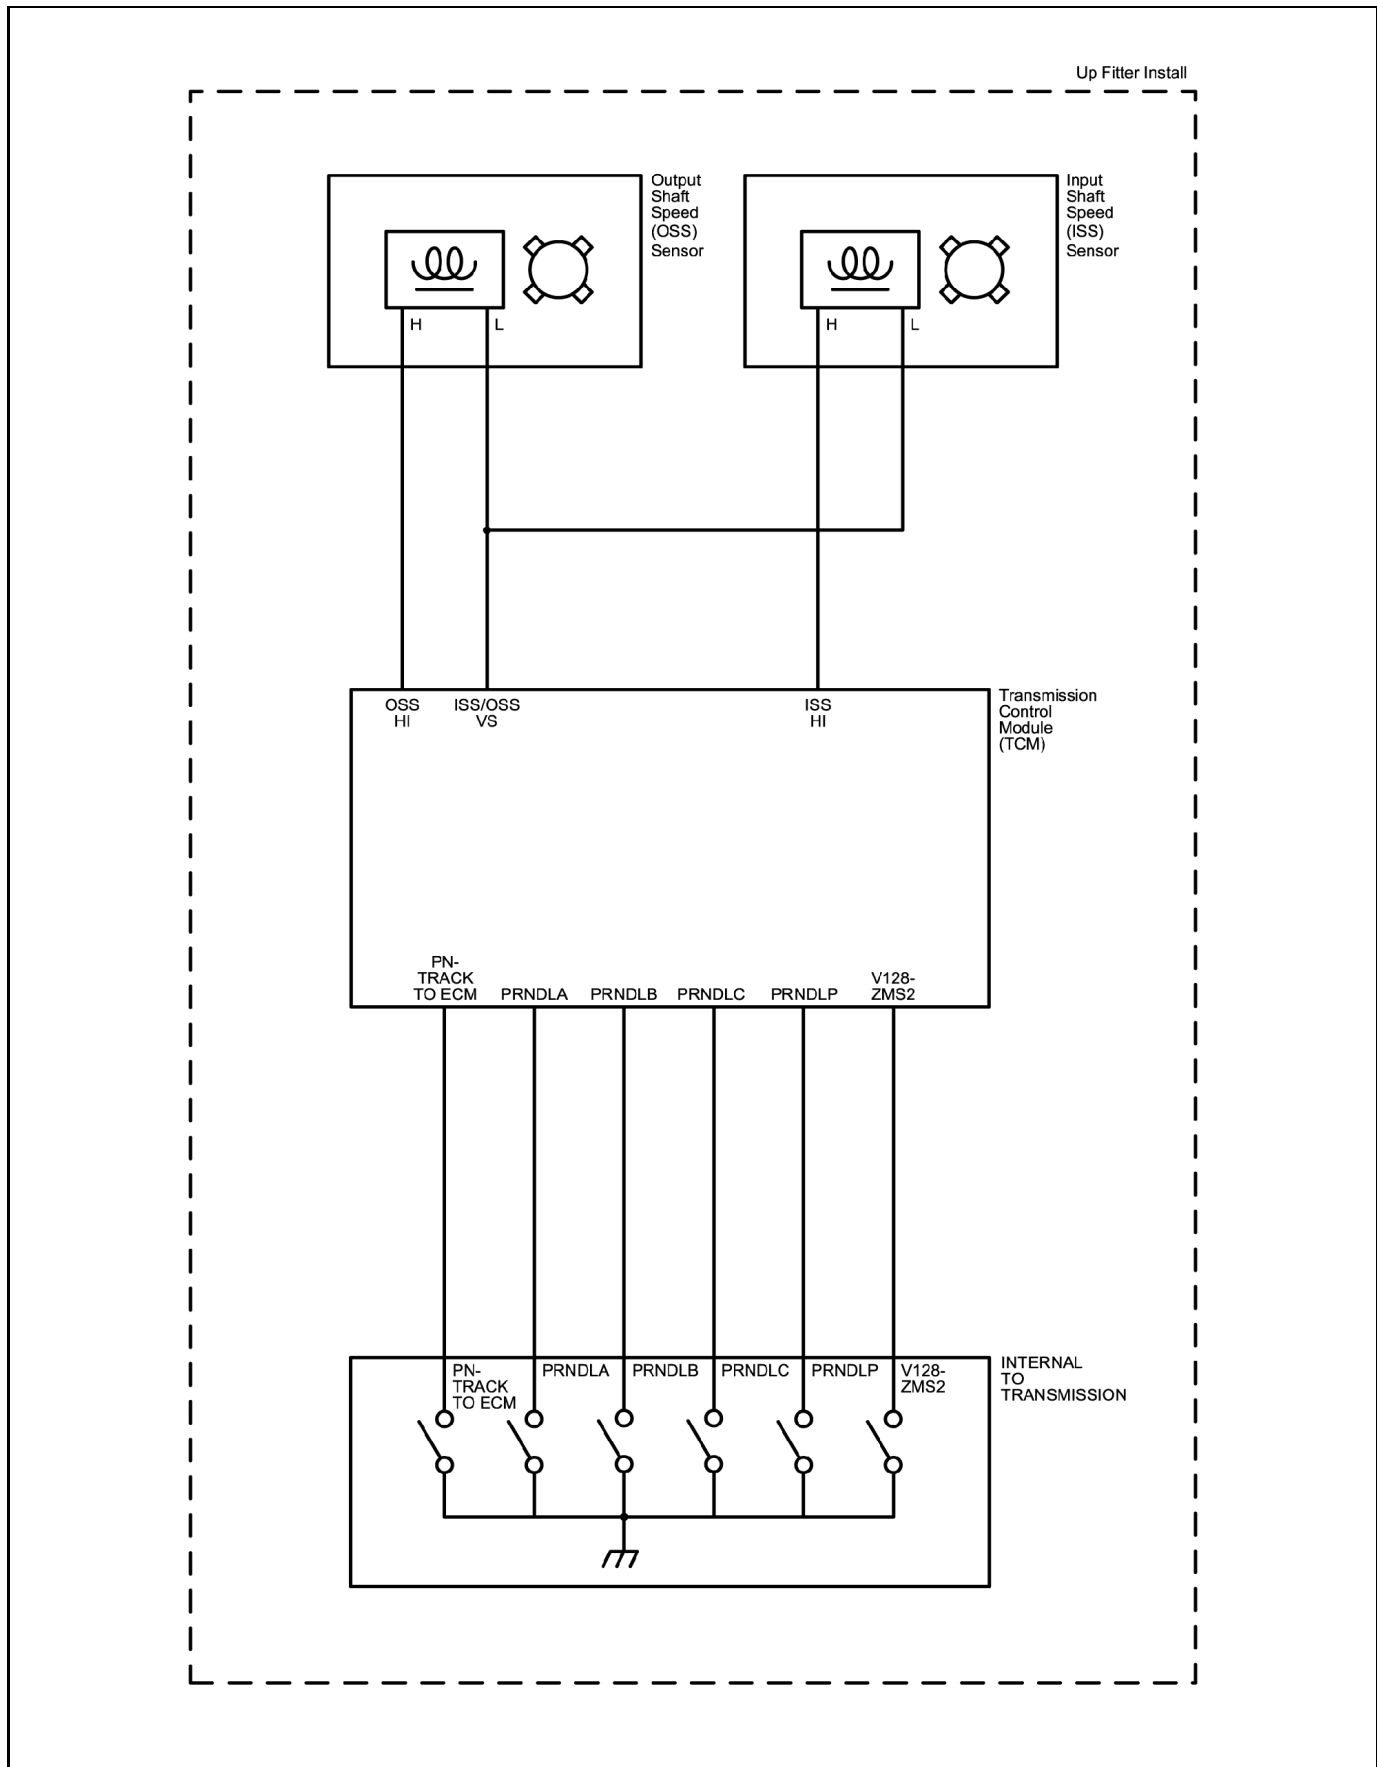 Up Fitter Install
Output
Shaft
Speed
(OSS)
Sensor
Input
Shaft
Speed
(ISS)
Sensor
H
L
H
L
OSS
HI
ISS/OSS
VS
ISS
HI
Transmission
Control
Module
(TCM)
PN-
TRACK
TO ECM
PRNDLA
PRNDLB
PRNDLC
PRNDLP
V128-
ZMS2
PN-
TRACK
TO ECM
PRNDLA
PRNDLB
PRNDLC
PRNDLP
V128-
ZMS2
INTERNAL
TO
TRANSMISSION